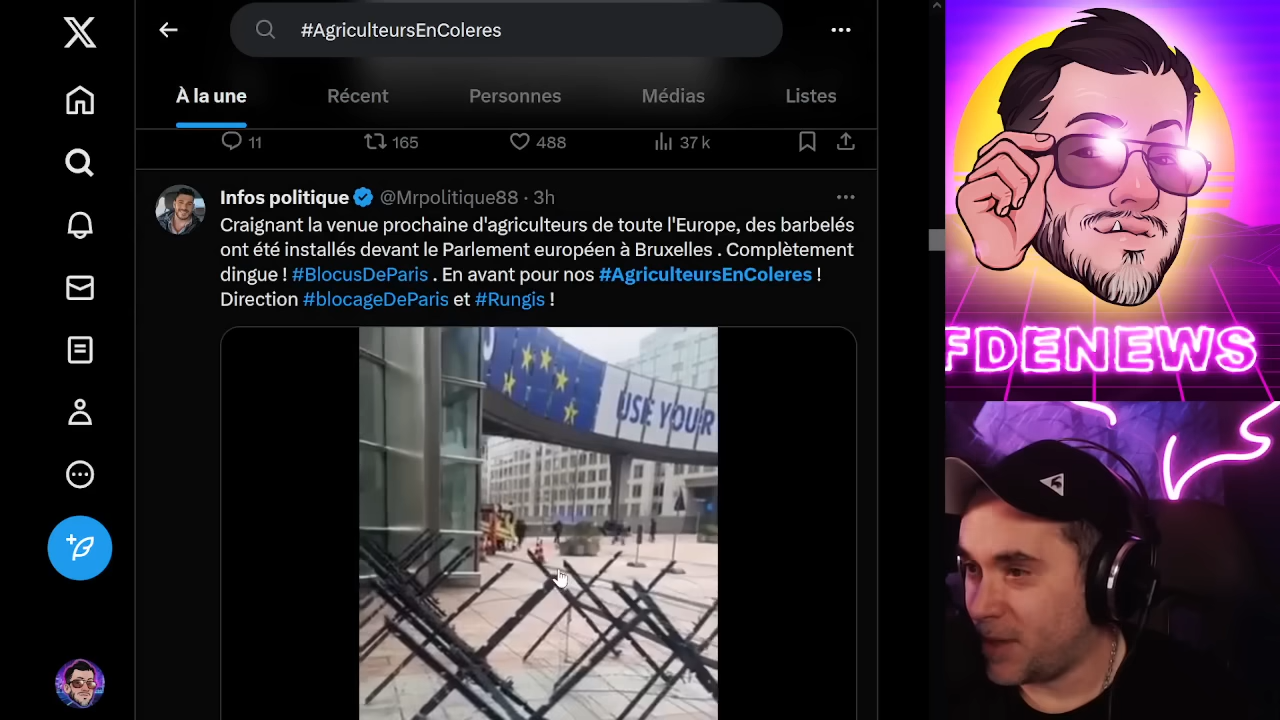 #AgriculteursEnColeres
À la une
Récent
Personnes
Médias
Listes
11
165
488
37 k
Infos politique @Mrpolitique88 · 3h
Craignant la venue prochaine d'agriculteurs de toute l'Europe, des barbelés
ont été installés devant le Parlement européen à Bruxelles . Complètement
dingue ! #BlocusDeParis . En avant pour nos #AgriculteursEnColeres !
Direction #blocageDeParis et #Rungis !
USE YOUR
FDENEWS